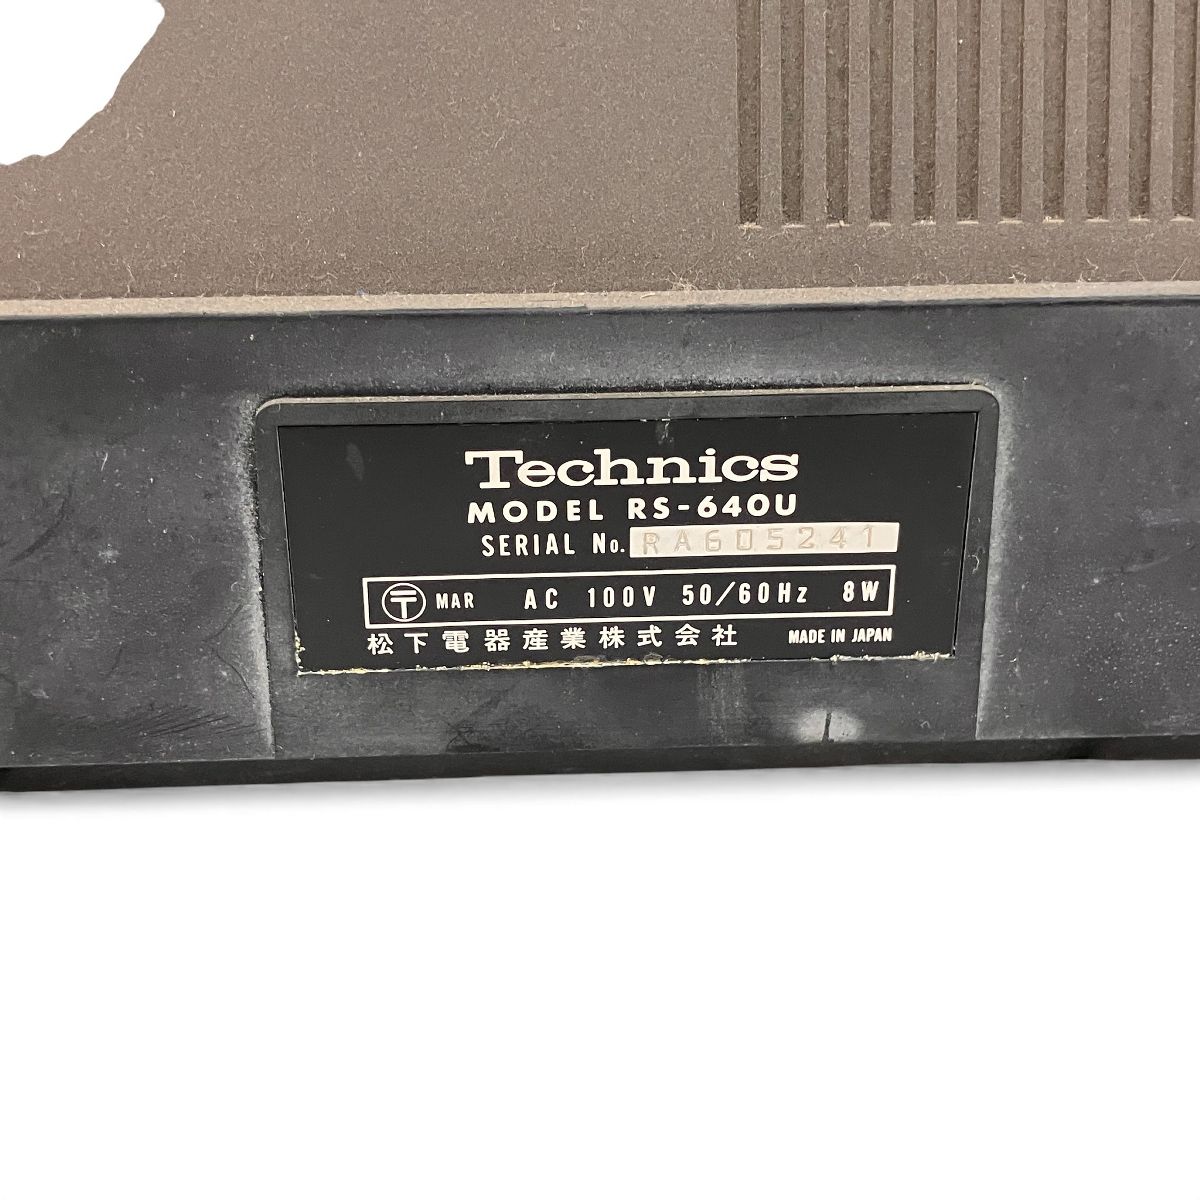 Technics
MODEL RS-640U
SERIAL No. RA605241
〒 MAR AC 100V 50/60Hz 8W
松下電器産業株式会社 MADE IN JAPAN